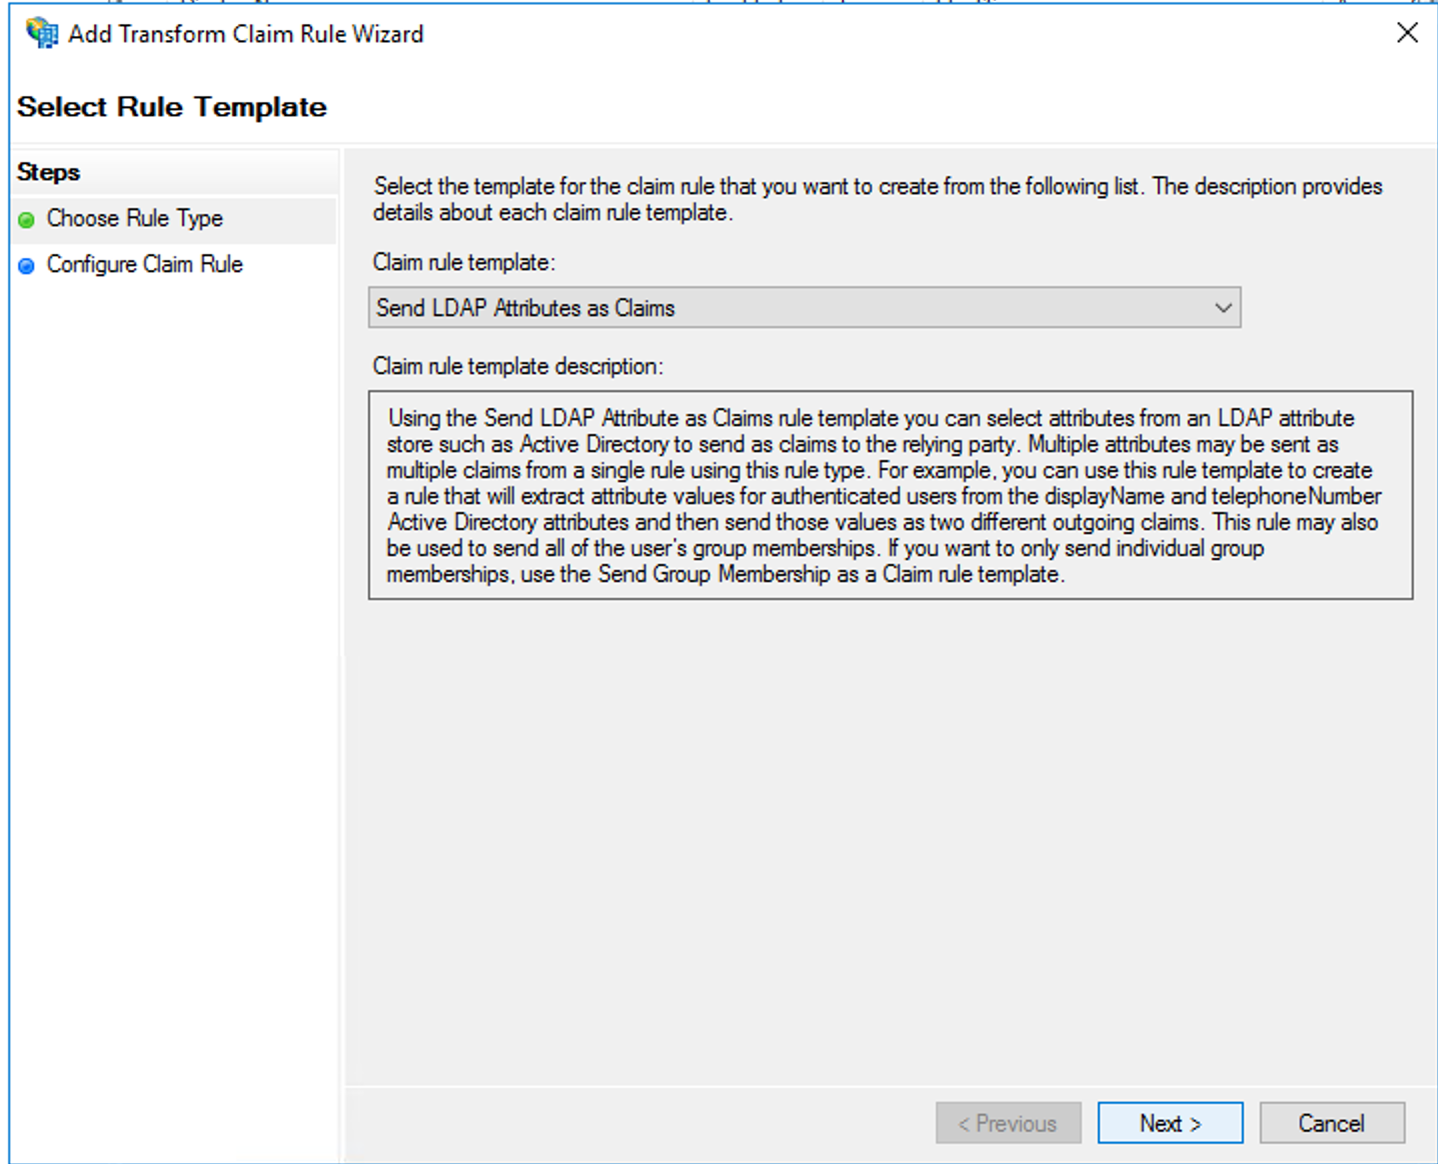 Add Transform Claim Rule Wizard
Select Rule Template
Steps
Choose Rule Type
Configure Claim Rule
Select the template for the claim rule that you want to create from the following list. The description provides
details about each claim rule template.
Claim rule template:
Send LDAP Attributes as Claims
Claim rule template description:
Using the Send LDAP Attribute as Claims rule template you can select attributes from an LDAP attribute
store such as Active Directory to send as claims to the relying party. Multiple attributes may be sent as
multiple claims from a single rule using this rule type. For example, you can use this rule template to create
a rule that will extract attribute values for authenticated users from the displayName and telephoneNumber
Active Directory attributes and then send those values as two different outgoing claims. This rule may also
be used to send all of the user's group memberships. If you want to only send individual group
memberships, use the Send Group Membership as a Claim rule template.
< Previous
Next >
Cancel